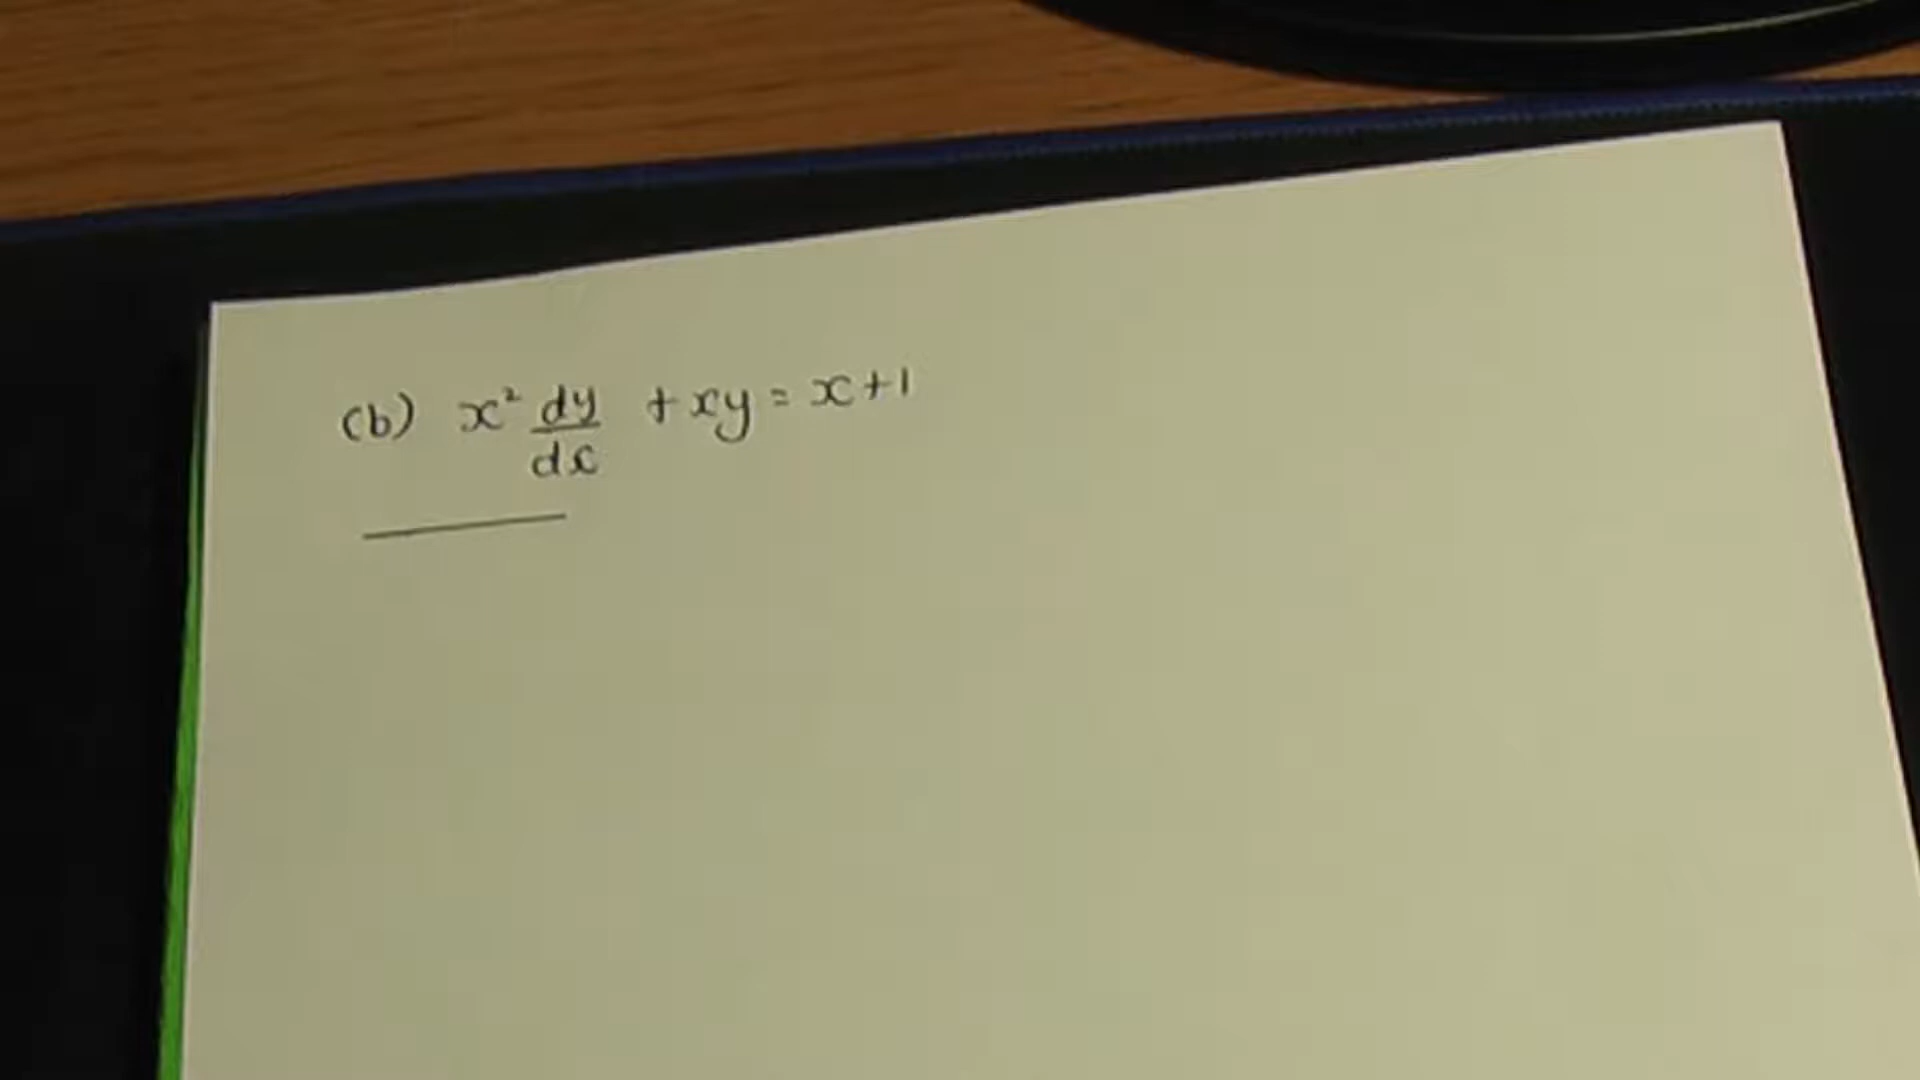 (b) x² dy/dx + xy = x+1